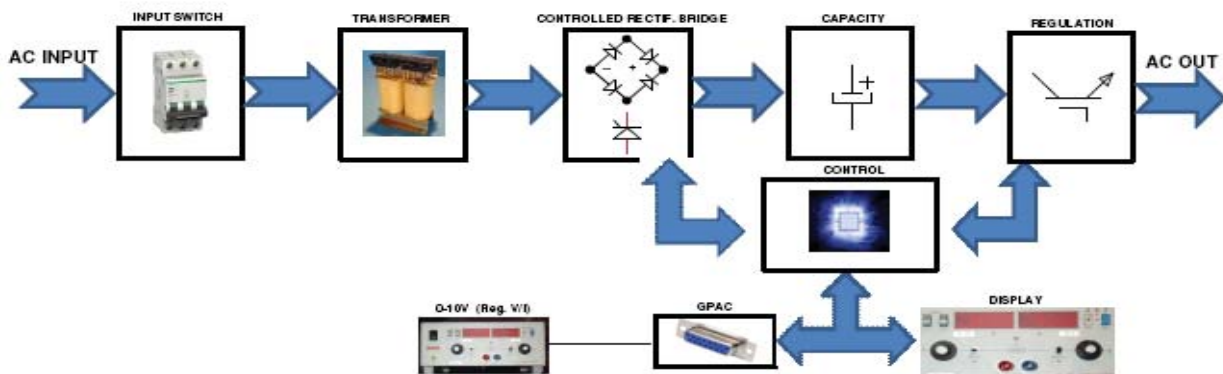 INPUT SWITCH
TRANSFORMER
CONTROLLED RECTIF. BRIDGE
CAPACITY
REGULATION
AC INPUT
AC OUT
CONTROL
0-10V (Reg. V/I)
GPAC
DISPLAY